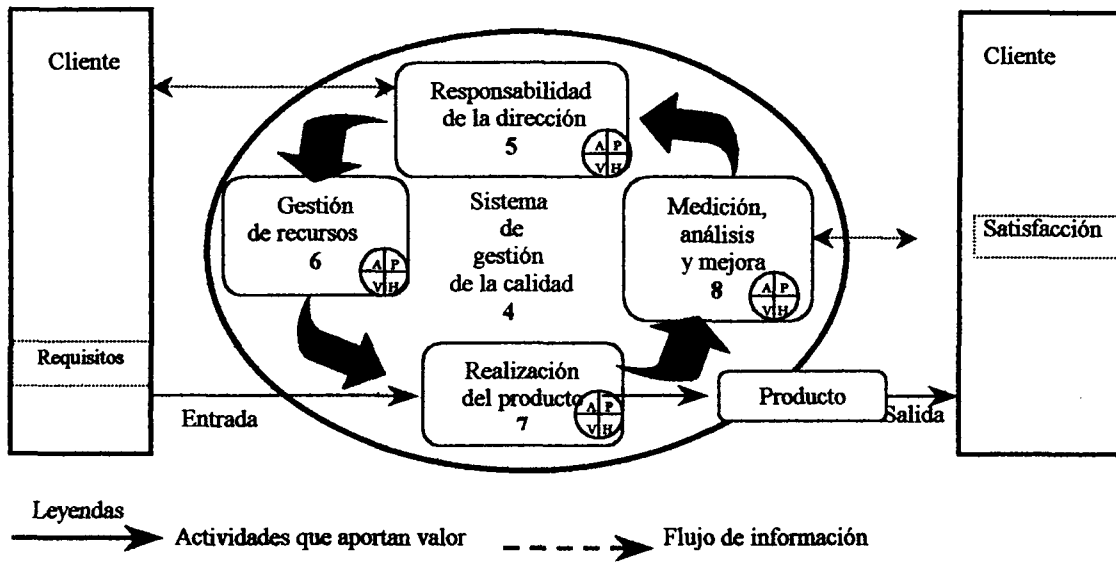 Cliente
Requisitos
Entrada
Responsabilidad
de la dirección
5
A P
V H
Gestión
de recursos
6
A P
V H
Sistema
de
gestión
de la calidad
4
Medición,
análisis
y mejora
8
A P
V H
Realización
del producto
7
A P
V H
Producto
Salida
Cliente
Satisfacción
Leyendas
Actividades que aportan valor
Flujo de información